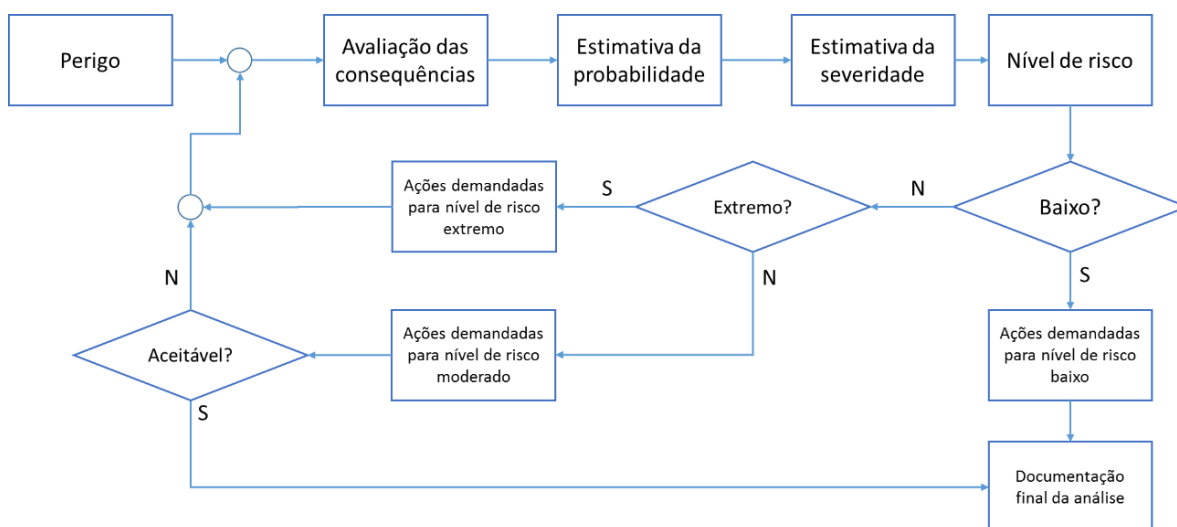 Perigo
Avaliação das
consequências
Estimativa da
probabilidade
Estimativa da
severidade
Nível de risco
Ações demandadas
para nível de risco
extremo
S
Extremo?
N
Baixo?
N
N
S
Aceitável?
Ações demandadas
para nível de risco
moderado
Ações demandadas
para nível de risco
baixo
S
Documentação
final da análise